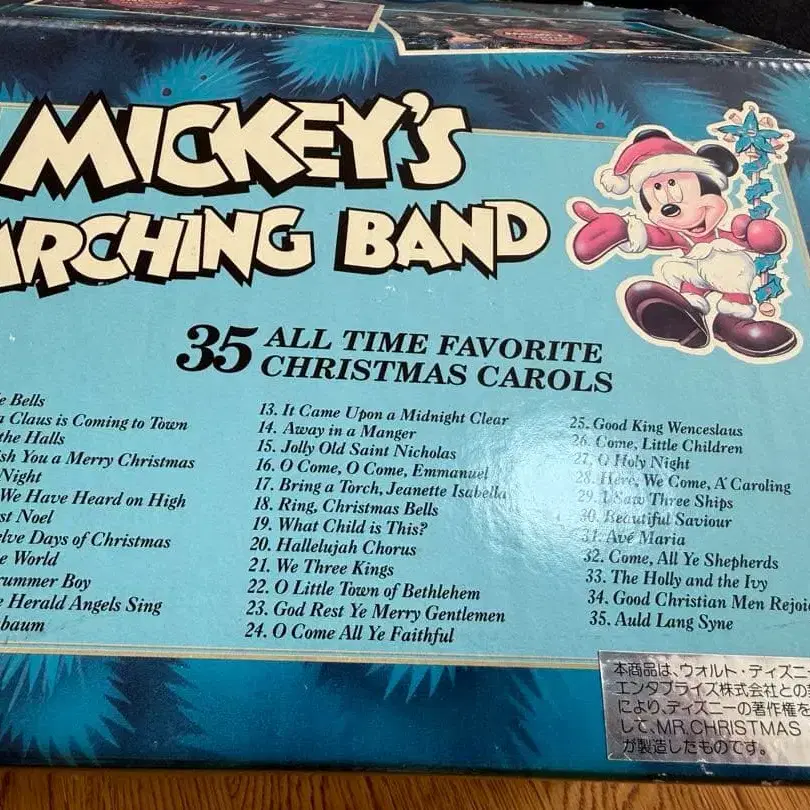 MICKEY'S
ARCHING BAND
35 ALL TIME FAVORITE
CHRISTMAS CAROLS
e Bells
a Claus is Coming to Town
the Halls
sh You a Merry Christmas
Night
We Have Heard on High
st Noel
elve Days of Christmas
e World
rummer Boy
e Herald Angels Sing
baum
13. It Came Upon a Midnight Clear
14. Away in a Manger
15. Jolly Old Saint Nicholas
16. O Come, O Come, Emmanuel
17. Bring a Torch, Jeanette Isabella
18. Ring, Christmas Bells
19. What Child is This?
20. Hallelujah Chorus
21. We Three Kings
22. O Little Town of Bethlehem
23. God Rest Ye Merry Gentlemen
24. O Come All Ye Faithful
25. Good King Wenceslaus
26. Come, Little Children
27. O Holy Night
28. Here, We Come, A' Caroling
29. I Saw Three Ships
30. Beautiful Saviour
31. Avé Maria
32. Come, All Ye Shepherds
33. The Holly and the Ivy
34. Good Christian Men Rejoi
35. Auld Lang Syne
本商品は、ウォルト・ディズニ
エンタプライズ株式会社との
により、ディズニーの著作権を
して、MR.CHRISTMAS
が製造したものです。